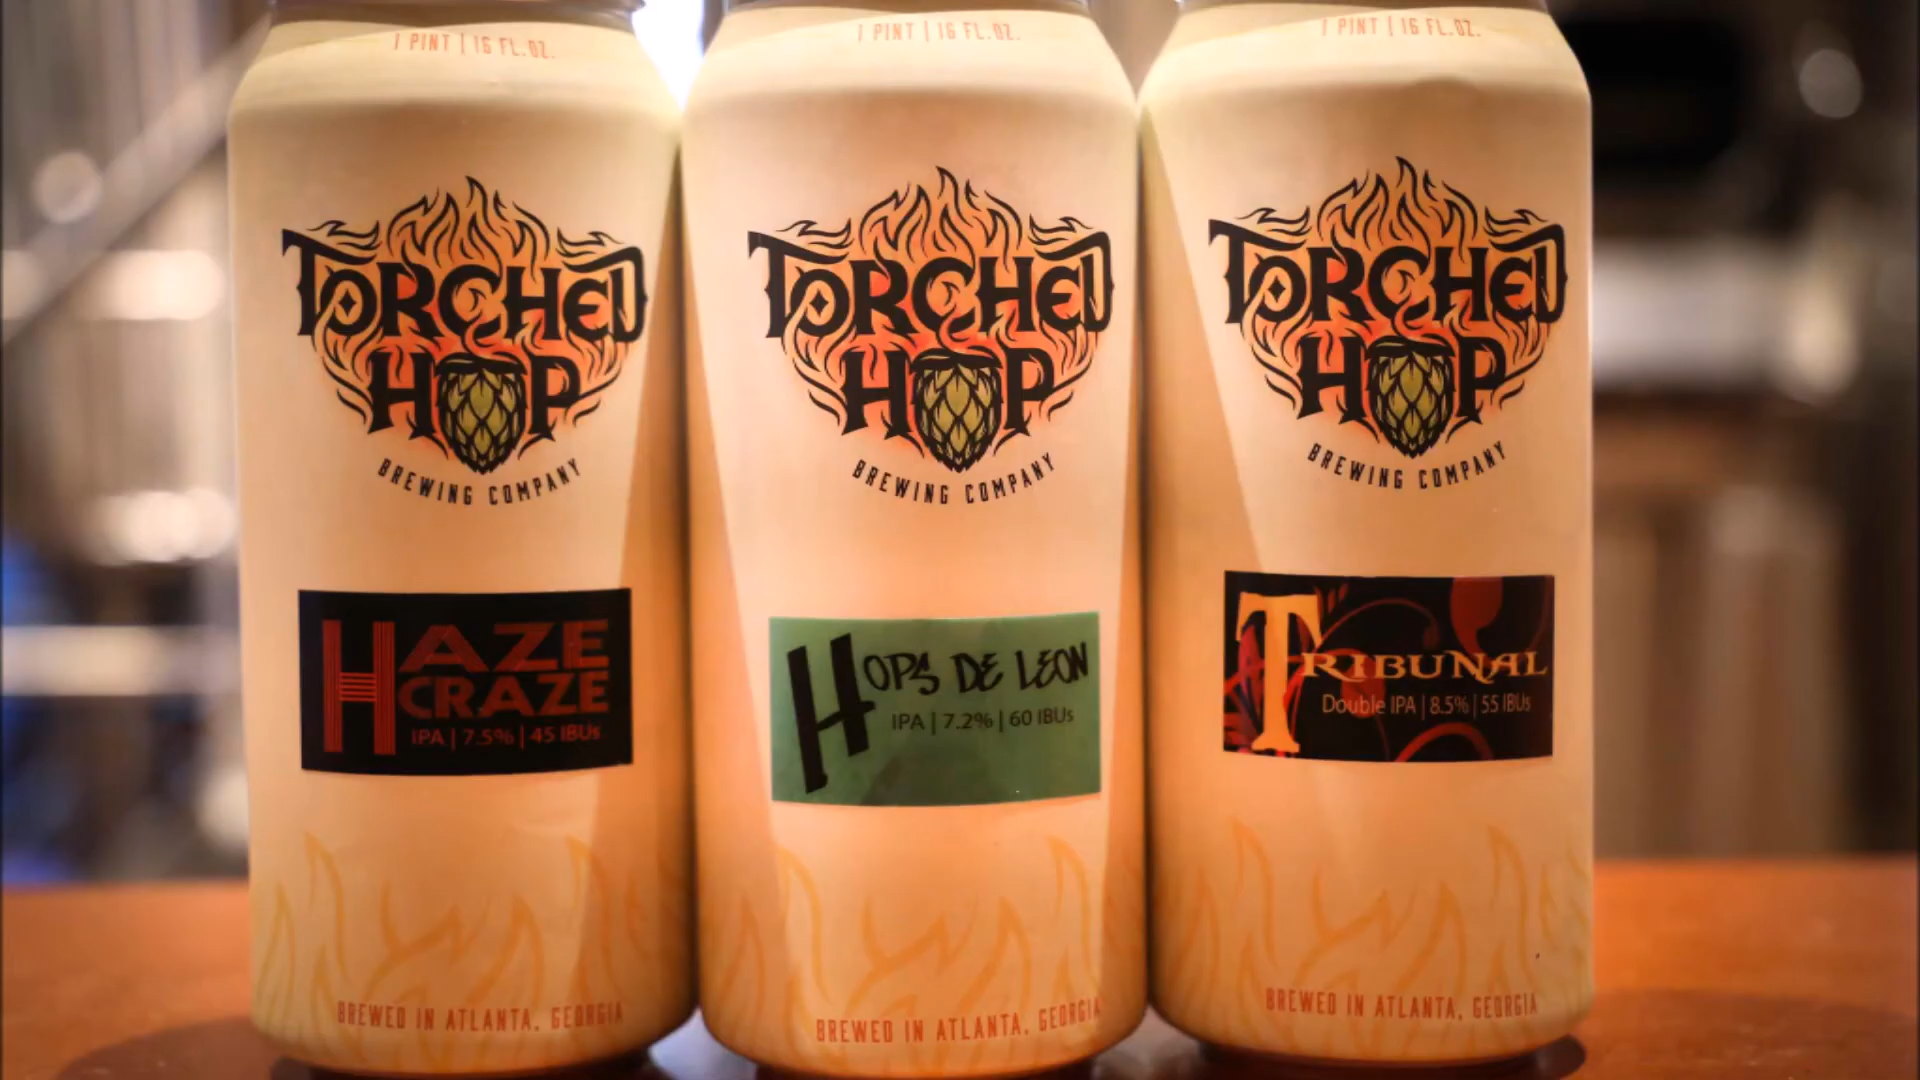 1 PINT | 16 FL.OZ.
TORCHED
HOP
BREWING COMPANY
HAZE
CRAZE
IPA | 7.5% | 45 IBUs
BREWED IN ATLANTA, GEORGIA
1 PINT | 16 FL.OZ.
TORCHED
HOP
BREWING COMPANY
HOPS DE LEON
IPA | 7.2% | 60 IBUs
BREWED IN ATLANTA, GEORGIA
1 PINT | 16 FL.OZ.
TORCHED
HOP
BREWING COMPANY
TRIBUNAL
Double IPA | 8.5% | 55 IBUs
BREWED IN ATLANTA, GEORGIA